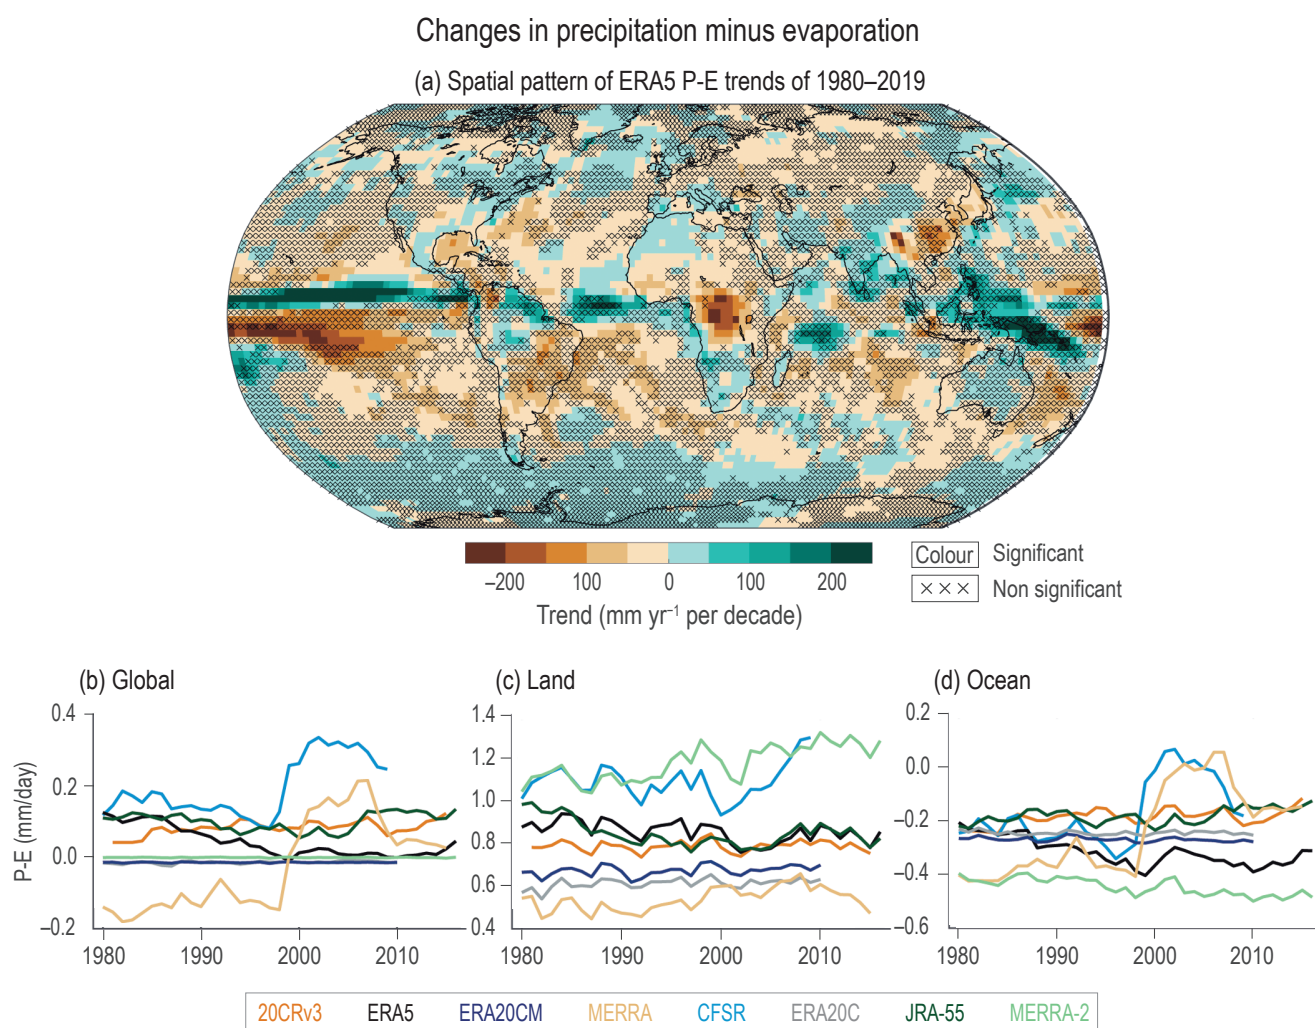 Changes in precipitation minus evaporation
(a) Spatial pattern of ERA5 P-E trends of 1980–2019
–200 100 0 100 200
Trend (mm yr⁻¹ per decade)
Colour Significant
××× Non significant
(b) Global
(c) Land
(d) Ocean
P-E (mm/day)
0.4
0.2
0.0
–0.2
1980 1990 2000 2010
1.4
1.2
1.0
0.8
0.6
0.4
1980 1990 2000 2010
0.2
0.0
–0.2
–0.4
–0.6
1980 1990 2000 2010
20CRv3 ERA5 ERA20CM MERRA CFSR ERA20C JRA-55 MERRA-2